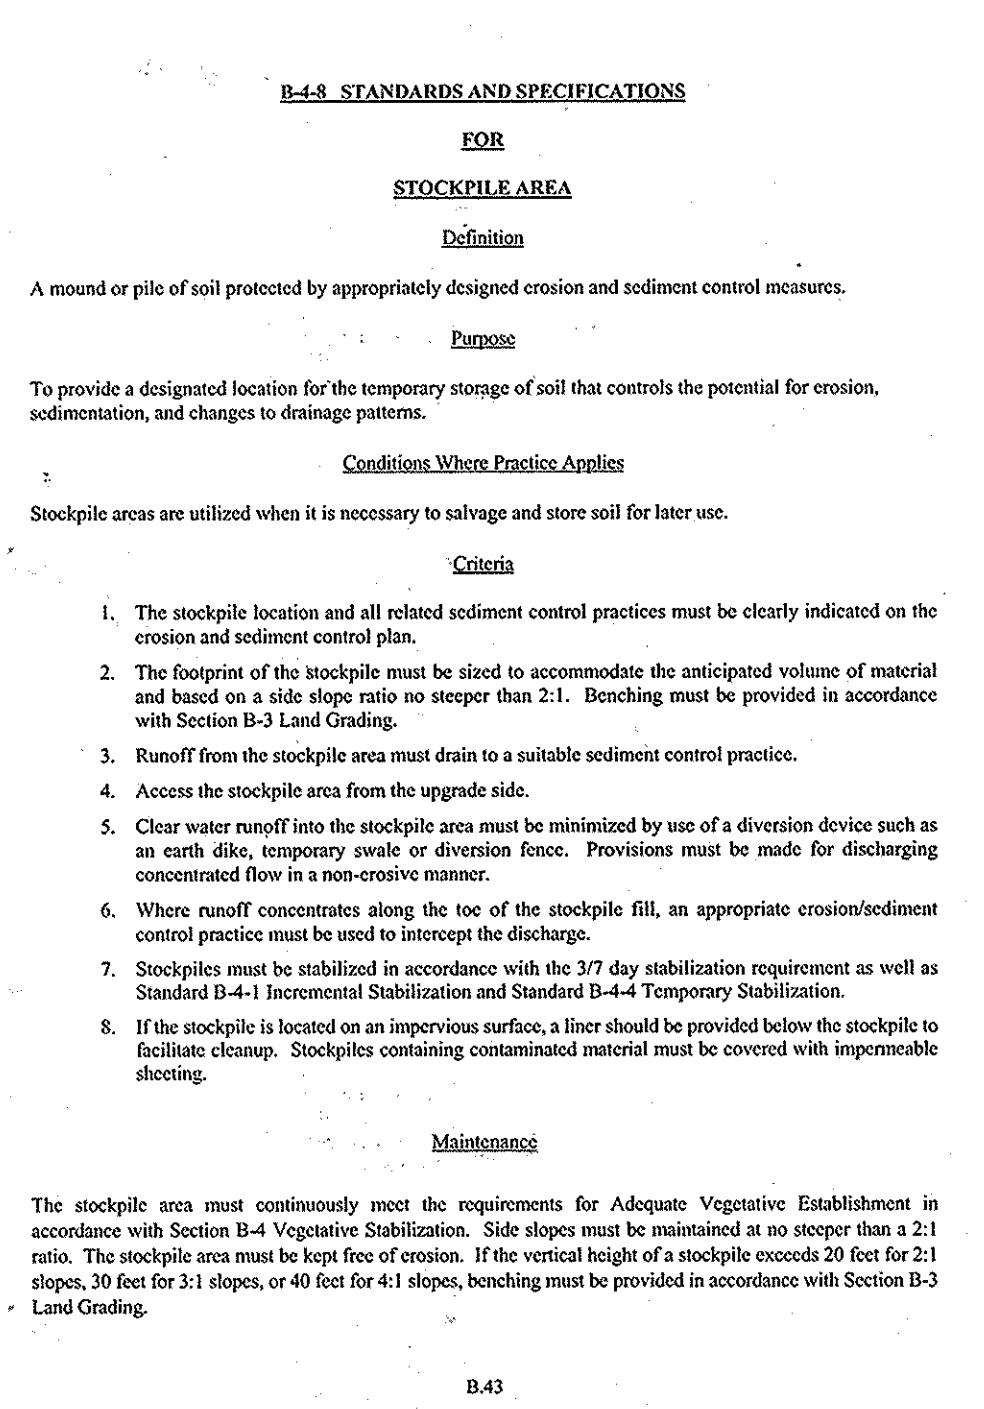 B-4-8 STANDARDS AND SPECIFICATIONS
FOR
STOCKPILE AREA
Definition
A mound or pile of soil protected by appropriately designed erosion and sediment control measures.
Purpose
To provide a designated location for the temporary storage of soil that controls the potential for erosion,
sedimentation, and changes to drainage patterns.
Conditions Where Practice Applies
Stockpile areas are utilized when it is necessary to salvage and store soil for later use.
Criteria
1. The stockpile location and all related sediment control practices must be clearly indicated on the
erosion and sediment control plan.
2. The footprint of the stockpile must be sized to accommodate the anticipated volume of material
and based on a side slope ratio no steeper than 2:1. Benching must be provided in accordance
with Section B-3 Land Grading.
3. Runoff from the stockpile area must drain to a suitable sediment control practice.
4. Access the stockpile area from the upgrade side.
5. Clear water runoff into the stockpile area must be minimized by use of a diversion device such as
an earth dike, temporary swale or diversion fence. Provisions must be made for discharging
concentrated flow in a non-erosive manner.
6. Where runoff concentrates along the toe of the stockpile fill, an appropriate erosion/sediment
control practice must be used to intercept the discharge.
7. Stockpiles must be stabilized in accordance with the 3/7 day stabilization requirement as well as
Standard B-4-1 Incremental Stabilization and Standard B-4-4 Temporary Stabilization.
8. If the stockpile is located on an impervious surface, a liner should be provided below the stockpile to
facilitate cleanup. Stockpiles containing contaminated material must be covered with impermeable
sheeting.
Maintenance
The stockpile area must continuously meet the requirements for Adequate Vegetative Establishment in
accordance with Section B-4 Vegetative Stabilization. Side slopes must be maintained at no steeper than a 2:1
ratio. The stockpile area must be kept free of erosion. If the vertical height of a stockpile exceeds 20 feet for 2:1
slopes, 30 feet for 3:1 slopes, or 40 feet for 4:1 slopes, benching must be provided in accordance with Section B-3
Land Grading.
B.43